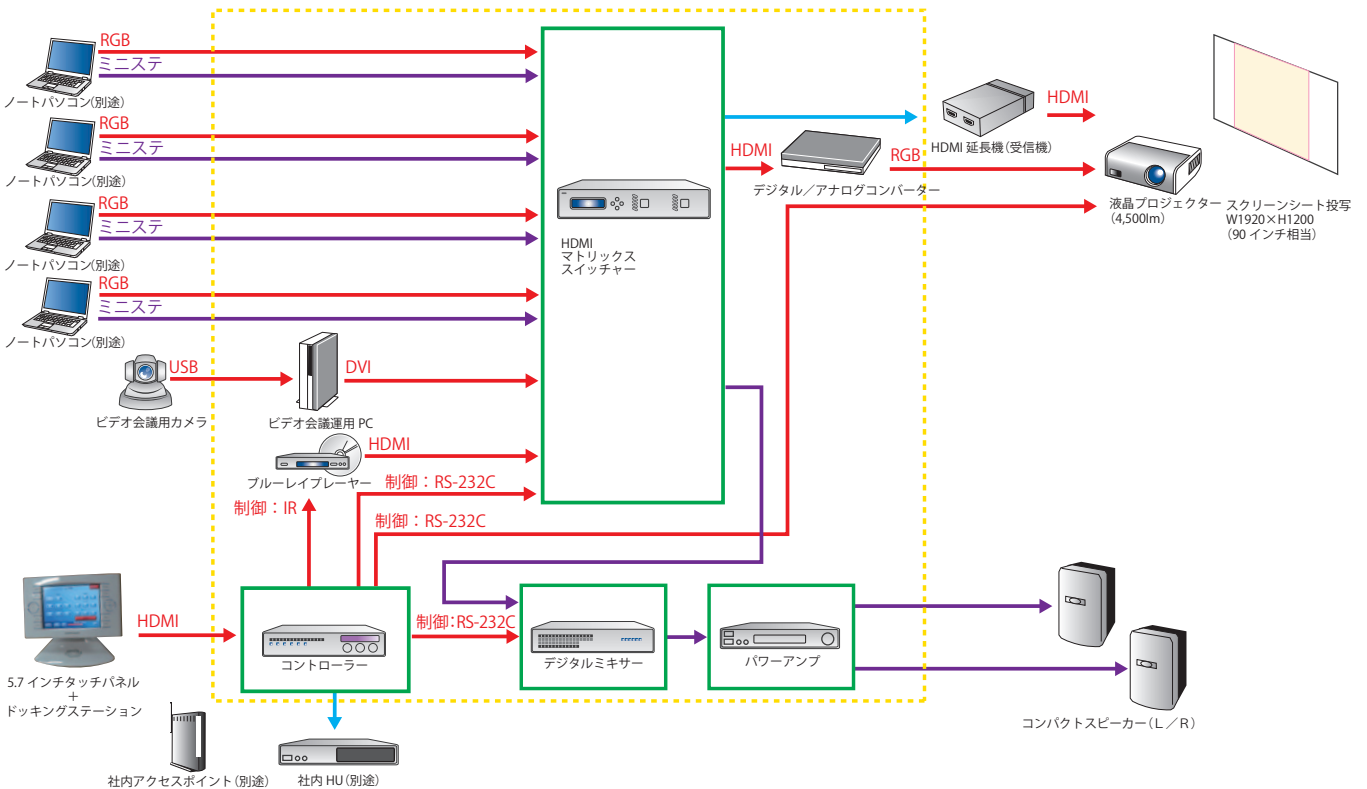 RGB
ミニステ
ノートパソコン(別途)
RGB
ミニステ
ノートパソコン(別途)
RGB
ミニステ
ノートパソコン(別途)
RGB
ミニステ
ノートパソコン(別途)
USB
ビデオ会議用カメラ
DVI
ビデオ会議運用 PC
HDMI
ブルーレイプレーヤー
制御：IR
制御：RS-232C
制御：RS-232C
HDMI
マトリックス
スイッチャー
HDMI
デジタル／アナログコンバーター
RGB
HDMI 延長機（受信機）
HDMI
液晶プロジェクター
(4,500lm)
スクリーンシート投写
W1920×H1200
（90 インチ相当）
5.7 インチタッチパネル
＋
ドッキングステーション
HDMI
コントローラー
制御：RS-232C
デジタルミキサー
パワーアンプ
コンパクトスピーカー（L／R）
社内アクセスポイント（別途）
社内 HU（別途）